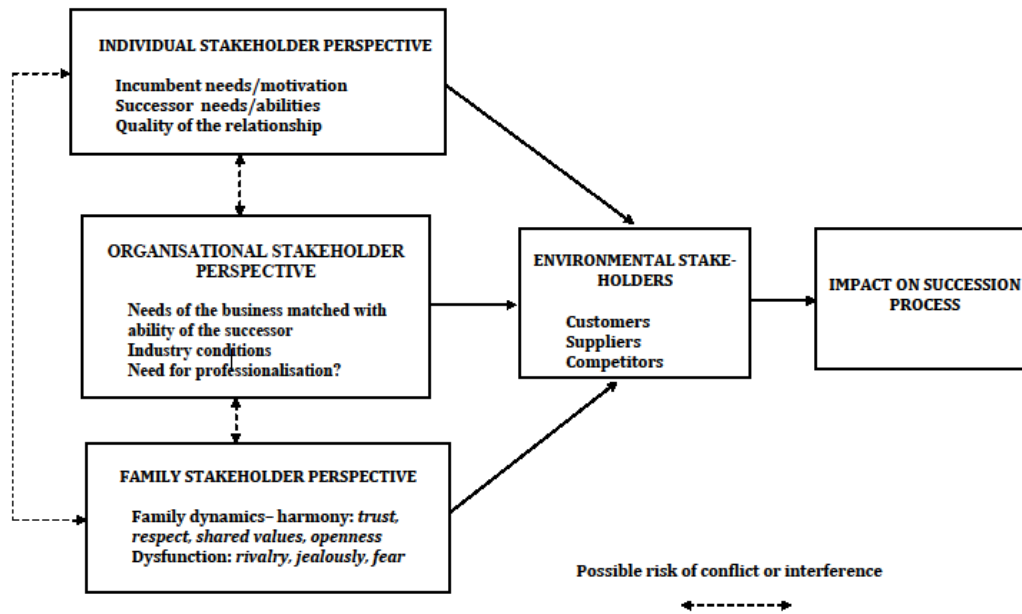 INDIVIDUAL STAKEHOLDER PERSPECTIVE
Incumbent needs/motivation
Successor needs/abilities
Quality of the relationship
ORGANISATIONAL STAKEHOLDER
PERSPECTIVE
Needs of the business matched with
ability of the successor
Industry conditions
Need for professionalisation?
FAMILY STAKEHOLDER PERSPECTIVE
Family dynamics– harmony: trust,
respect, shared values, openness
Dysfunction: rivalry, jealously, fear
ENVIRONMENTAL STAKE-
HOLDERS
Customers
Suppliers
Competitors
IMPACT ON SUCCESSION
PROCESS
Possible risk of conflict or interference